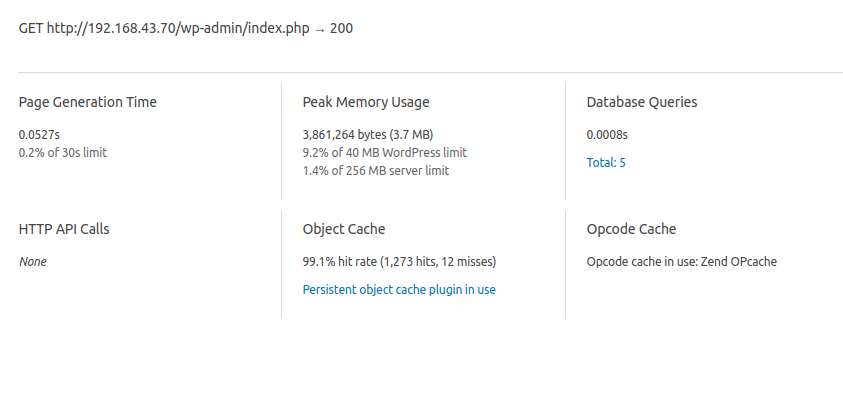 GET http://192.168.43.70/wp-admin/index.php → 200
Page Generation Time
0.0527s
0.2% of 30s limit
Peak Memory Usage
3,861,264 bytes (3.7 MB)
9.2% of 40 MB WordPress limit
1.4% of 256 MB server limit
Database Queries
0.0008s
Total: 5
HTTP API Calls
None
Object Cache
99.1% hit rate (1,273 hits, 12 misses)
Persistent object cache plugin in use
Opcode Cache
Opcode cache in use: Zend OPcache